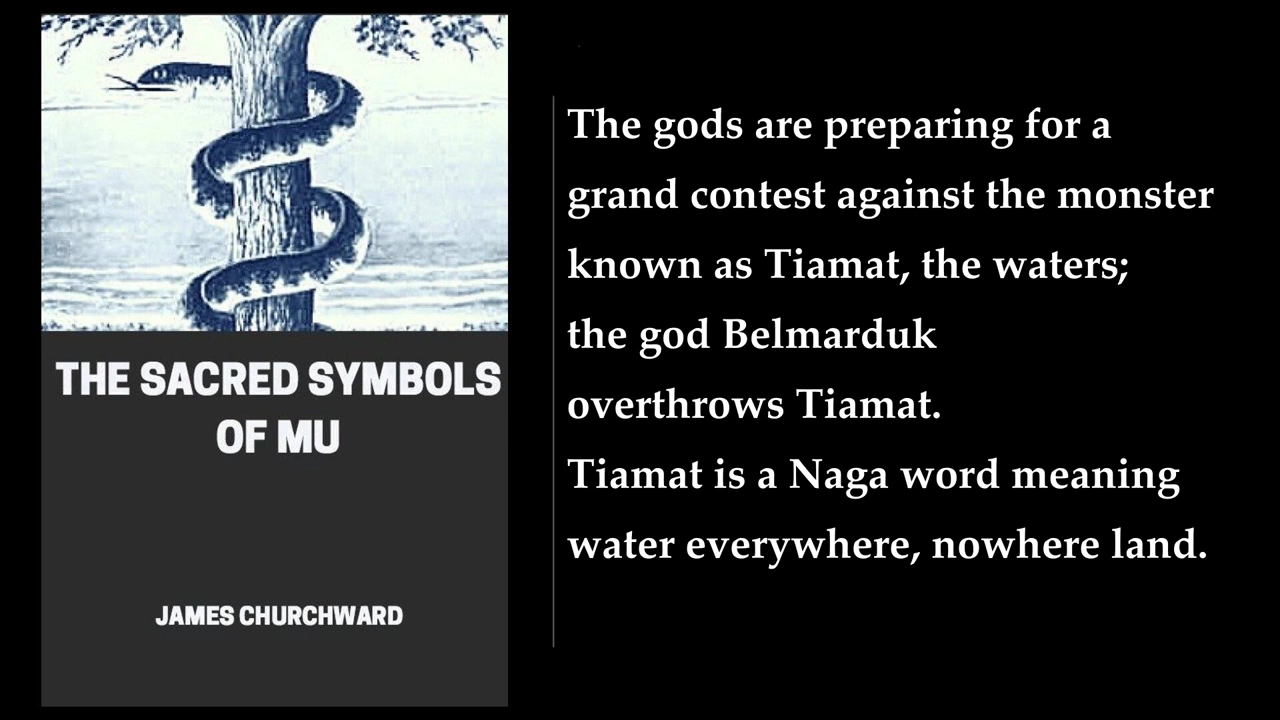 THE SACRED SYMBOLS
OF MU
JAMES CHURCHWARD
The gods are preparing for a
grand contest against the monster
known as Tiamat, the waters;
the god Belmarduk
overthrows Tiamat.
Tiamat is a Naga word meaning
water everywhere, nowhere land.